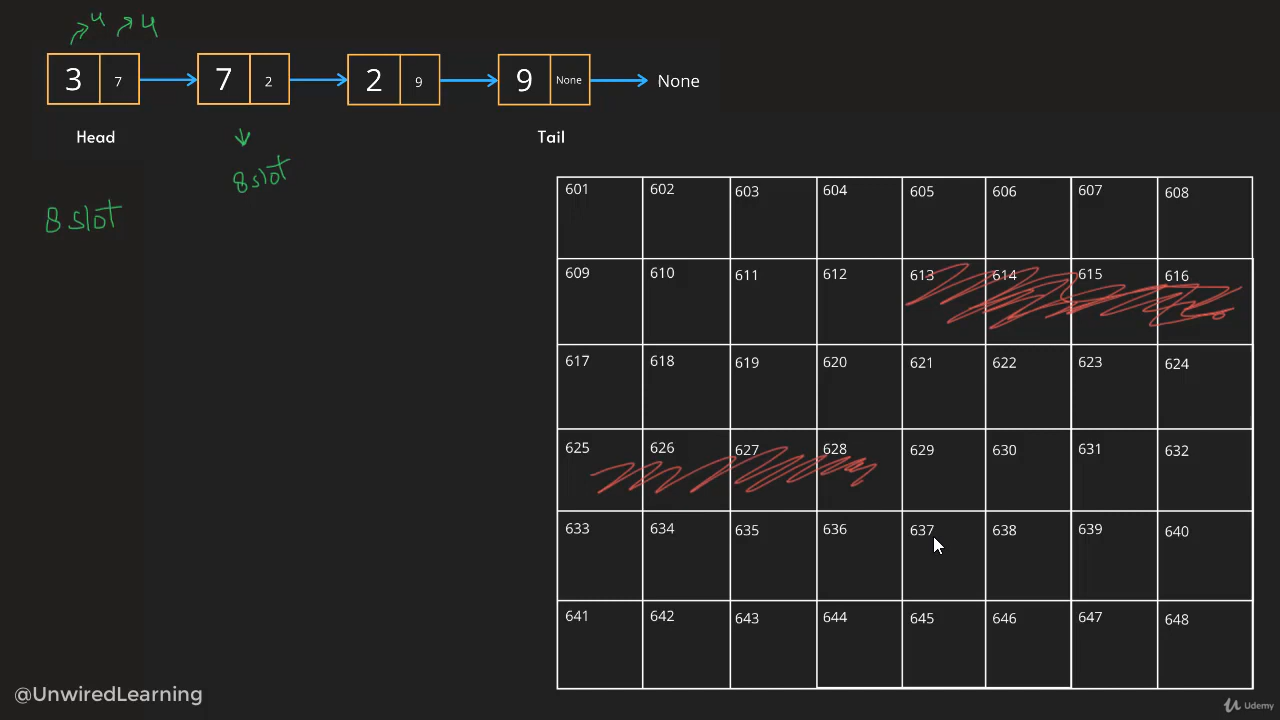 4 4
3 7 7 2 2 9 9 None None
Head Tail
8 slot
8 slot
601 602 603 604 605 606 607 608
609 610 611 612 613 614 615 616
617 618 619 620 621 622 623 624
625 626 627 628 629 630 631 632
633 634 635 636 637 638 639 640
641 642 643 644 645 646 647 648
@UnwiredLearning
Udemy